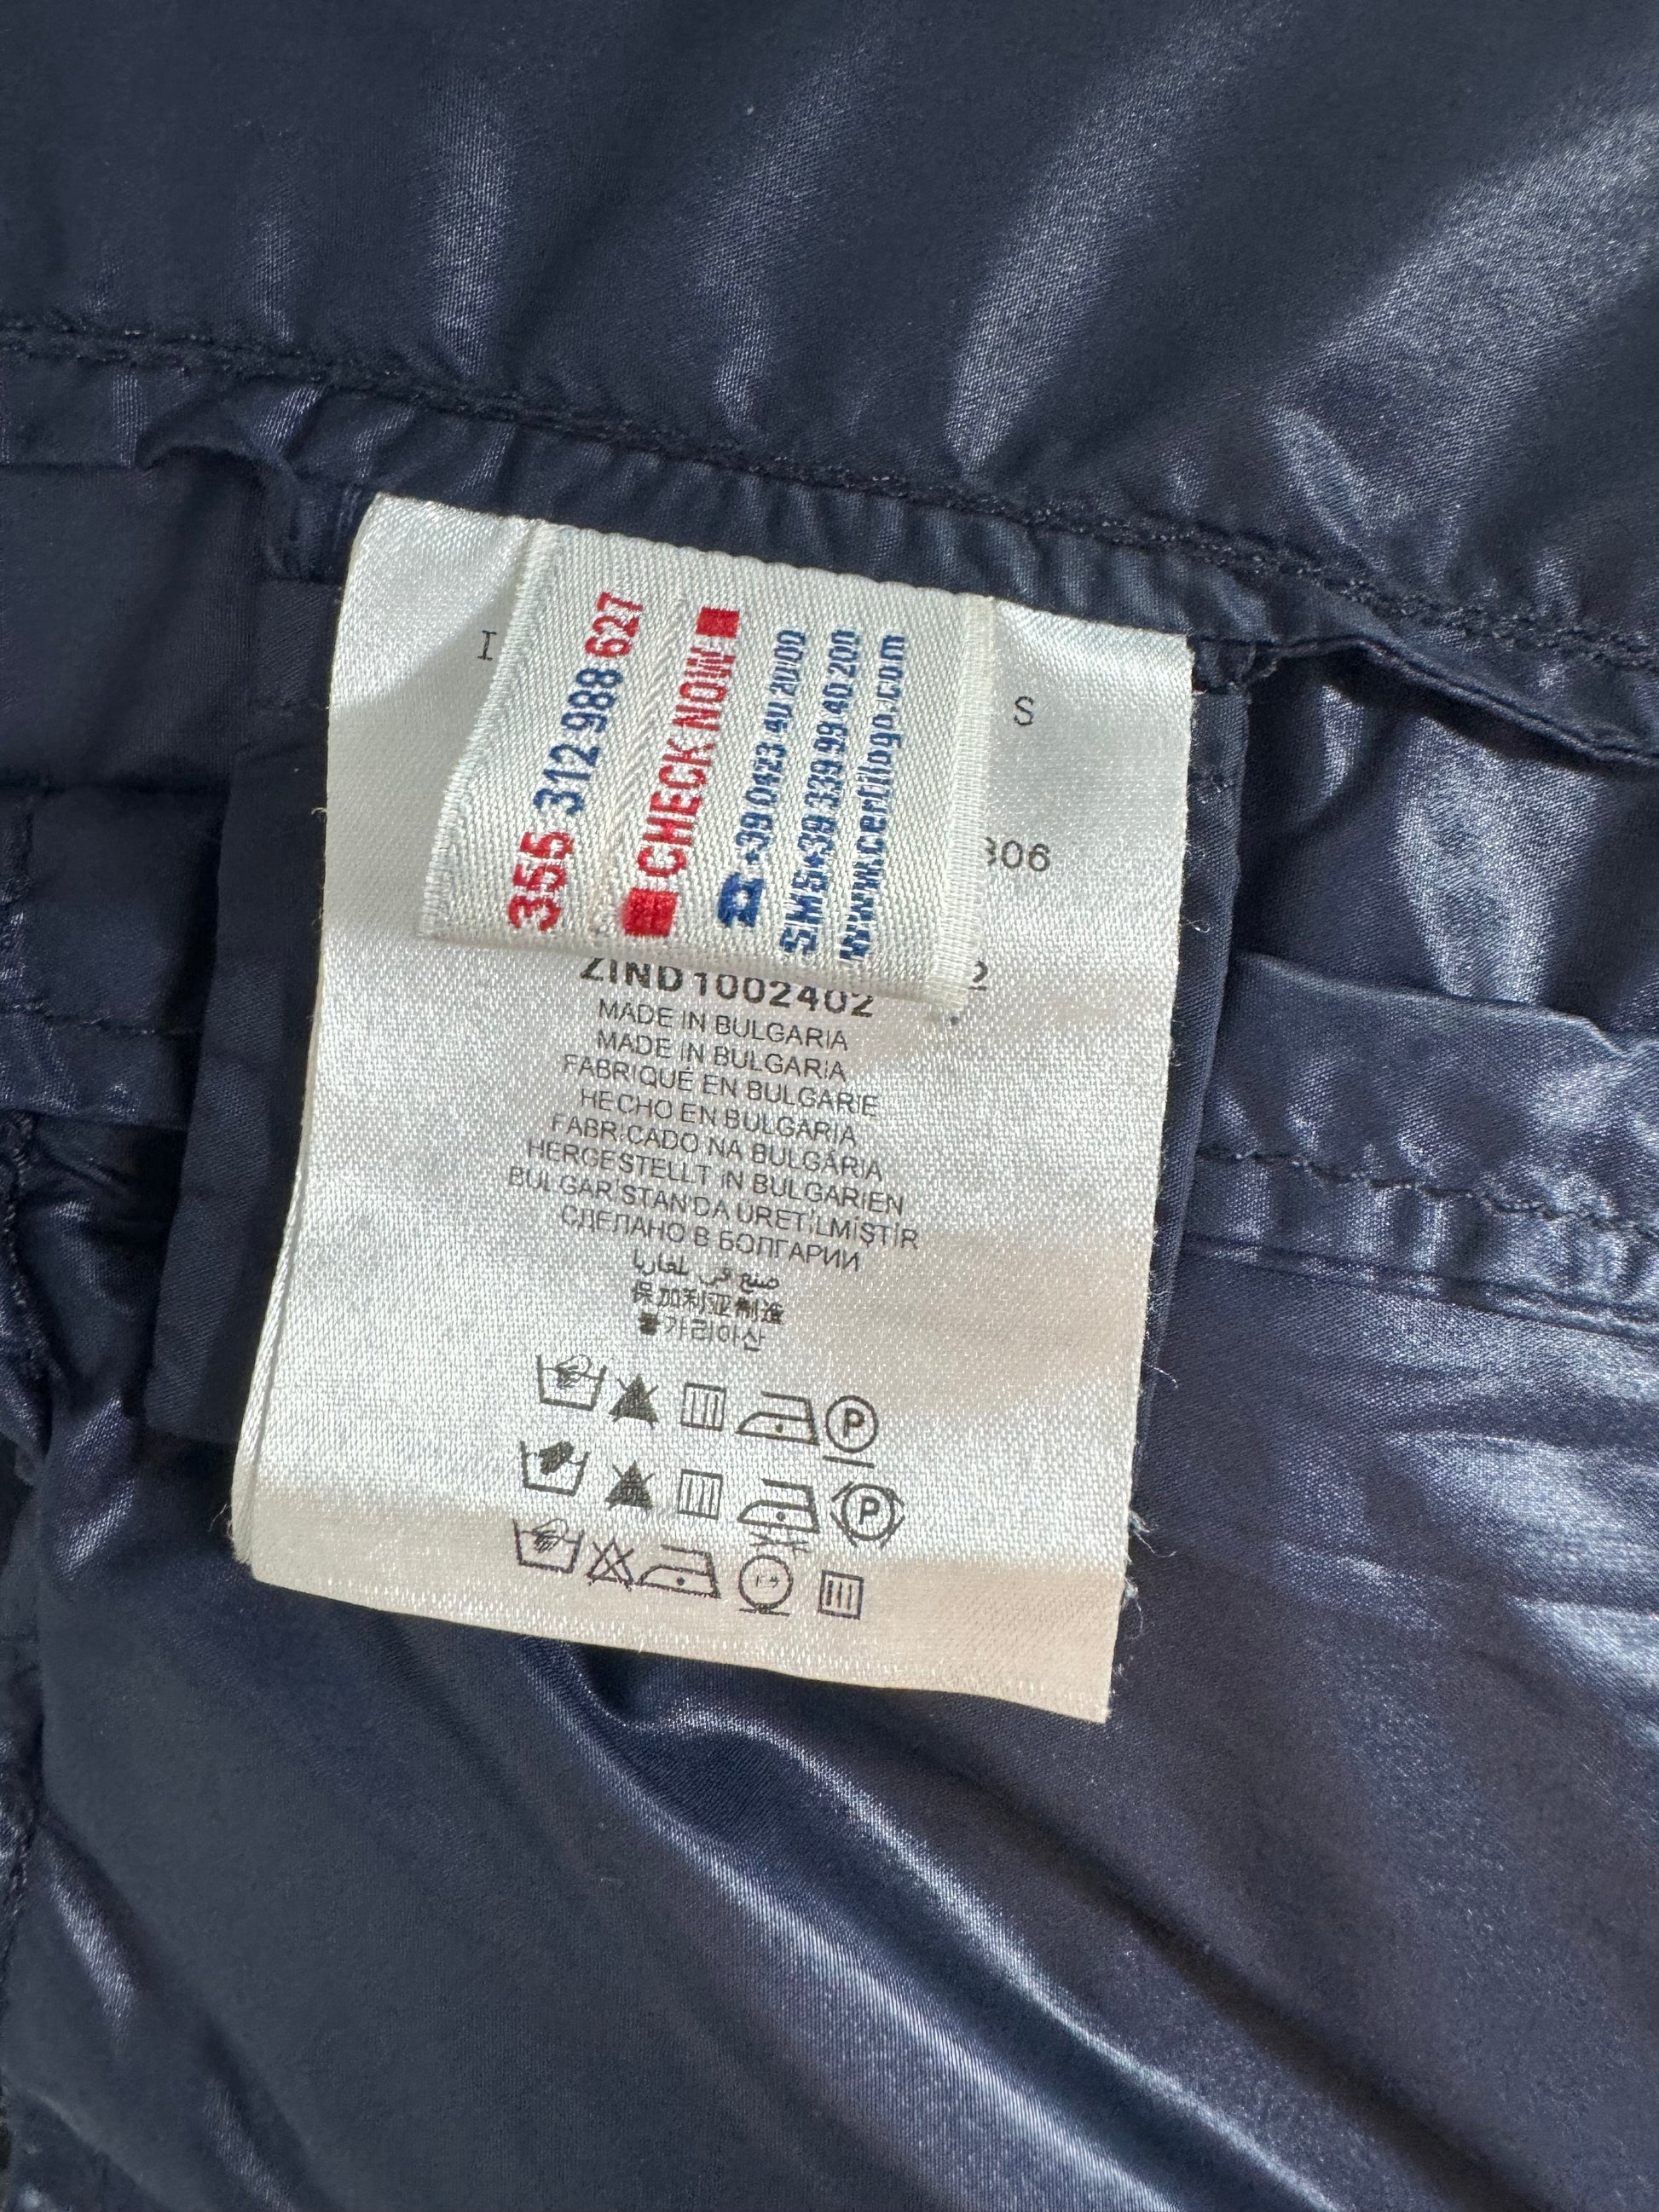 I
S
355 312 988 627
CHECK NOW
+39 0423 40 20 00
SMS+39 339 99 40 200
www.certilogo.com
306
2
ZIND1002402
MADE IN BULGARIA
MADE IN BULGARIA
FABRIQUÉ EN BULGARIE
HECHO EN BULGARIA
FABRICADO NA BULGÁRIA
HERGESTELLT IN BULGARIEN
BULGARİSTAN'DA URETİLMİŞTİR
СДЕЛАНО В БОЛГАРИИ
صنع في بلغاريا
保加利亚制造
불가리아산
P
P